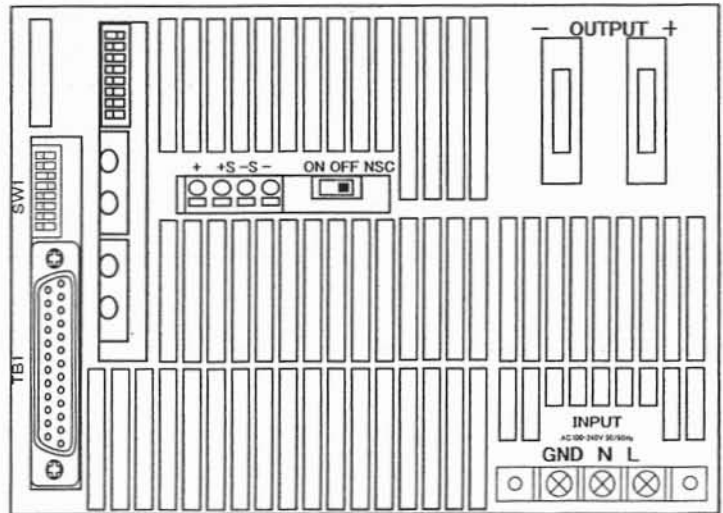 − OUTPUT +
+ +S −S − ON OFF NSC
SW1
TB1
INPUT
AC100-240V 50/60Hz
GND N L